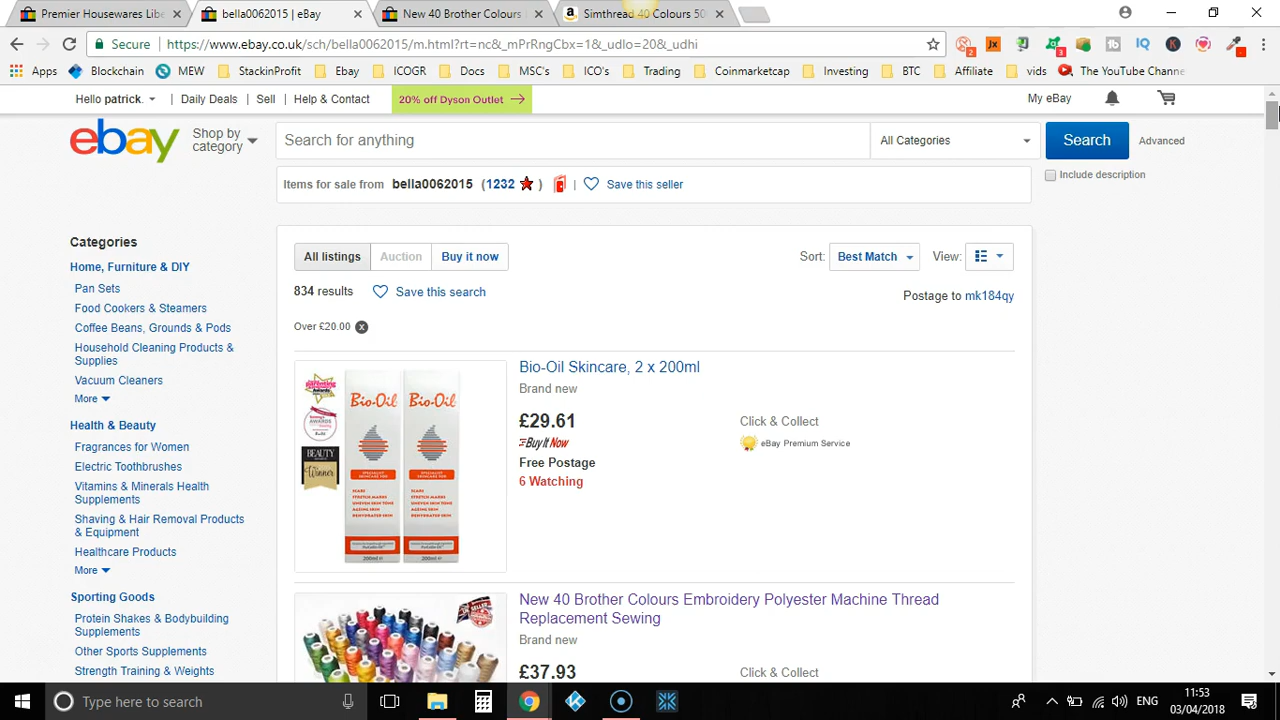 Premier Housewares Libe
bella0062015 | eBay
New 40 Brother Colours
Simthread 40 Colours 50
Secure
https://www.ebay.co.uk/sch/bella0062015/m.html?rt=nc&_mPrRngCbx=1&_udlo=20&_udhi
Apps
Blockchain
MEW
StackinProfit
Ebay
ICOGR
Docs
MSC's
ICO's
Trading
Coinmarketcap
Investing
BTC
Affiliate
vids
The YouTube Channe
Hello patrick.
Daily Deals
Sell
Help & Contact
20% off Dyson Outlet
My eBay
ebay
Shop by
category
Search for anything
All Categories
Search
Advanced
Items for sale from bella0062015 (1232 )
Save this seller
Include description
Categories
Home, Furniture & DIY
Pan Sets
Food Cookers & Steamers
Coffee Beans, Grounds & Pods
Household Cleaning Products &
Supplies
Vacuum Cleaners
More
Health & Beauty
Fragrances for Women
Electric Toothbrushes
Vitamins & Minerals Health
Supplements
Shaving & Hair Removal Products
& Equipment
Healthcare Products
More
Sporting Goods
Protein Shakes & Bodybuilding
Supplements
Other Sports Supplements
Strength Training & Weights
All listings
Auction
Buy it now
Sort: Best Match
View:
834 results
Save this search
Postage to mk184qy
Over £20.00
Bio-Oil
Bio-Oil
BEAUTY
Winner
200ml
200ml
Bio-Oil Skincare, 2 x 200ml
Brand new
£29.61
Buy It Now
Free Postage
6 Watching
Click & Collect
eBay Premium Service
New 40 Brother Colours Embroidery Polyester Machine Thread
Replacement Sewing
Brand new
£37.93
Click & Collect
Type here to search
ENG
11:53
03/04/2018